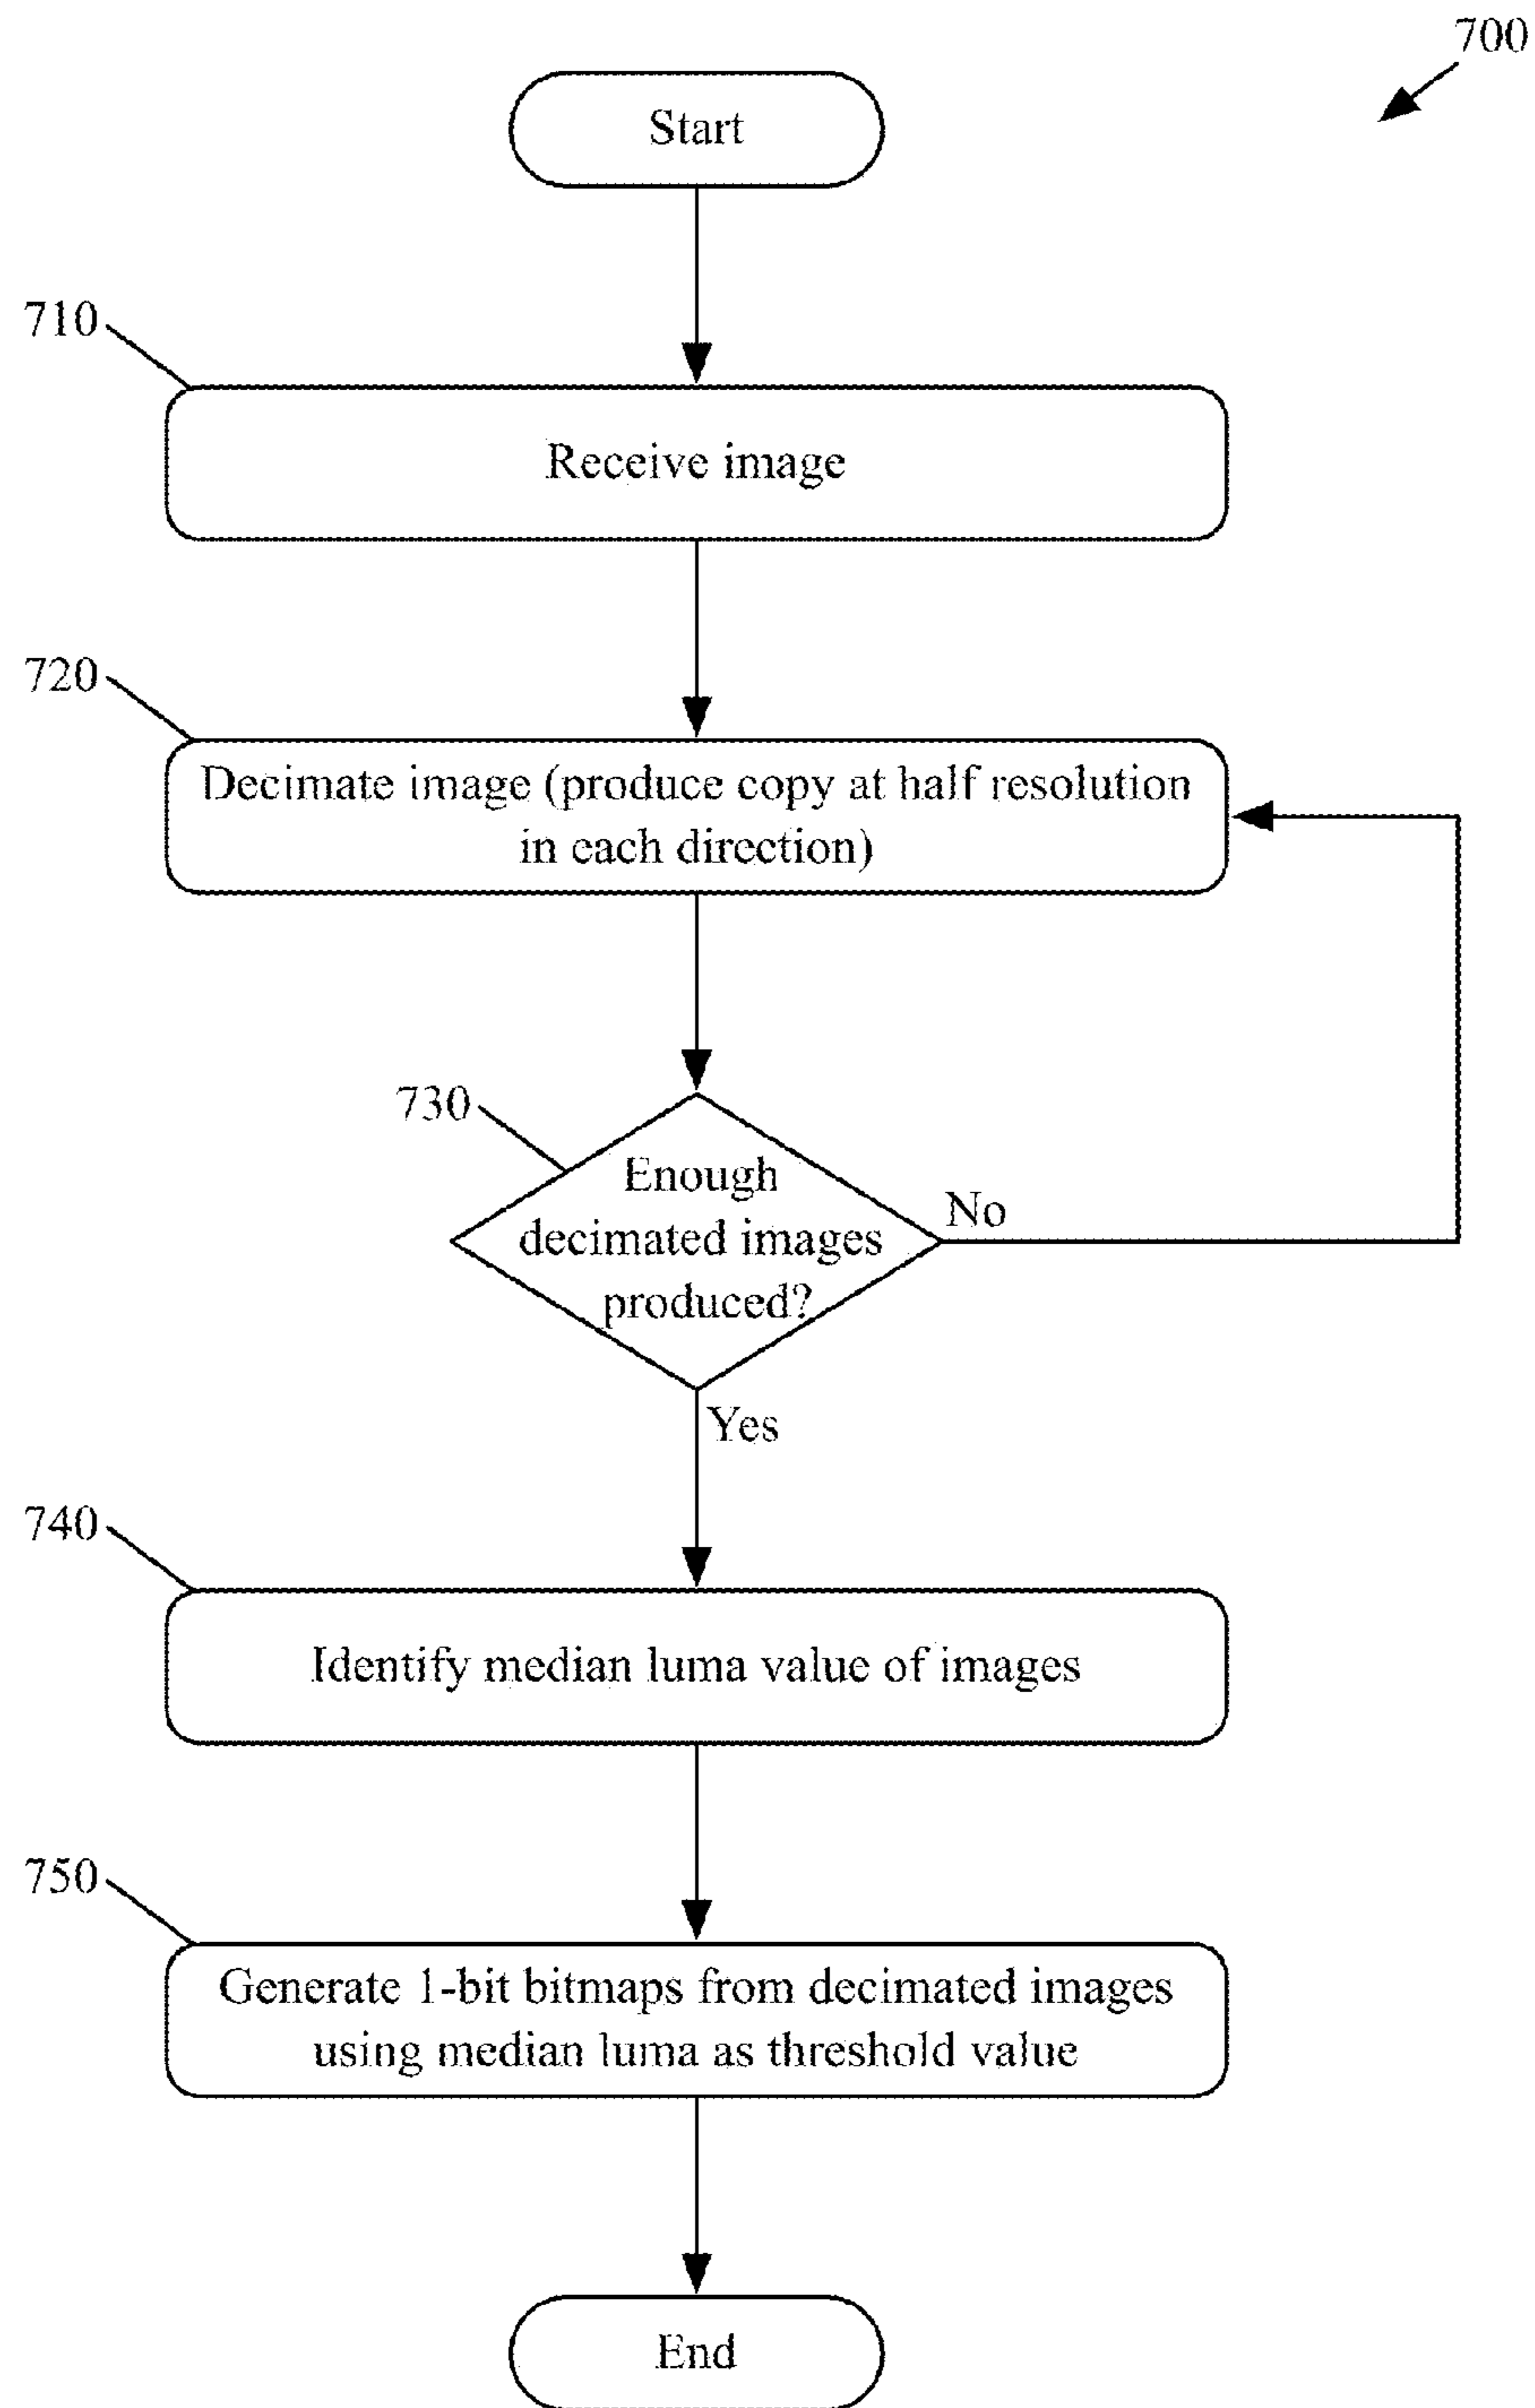 700
Start
710
Receive image
720
Decimate image (produce copy at half resolution
in each direction)
730
Enough
decimated images
produced?
No
Yes
740
Identify median luma value of images
750
Generate 1-bit bitmaps from decimated images
using median luma as threshold value
End